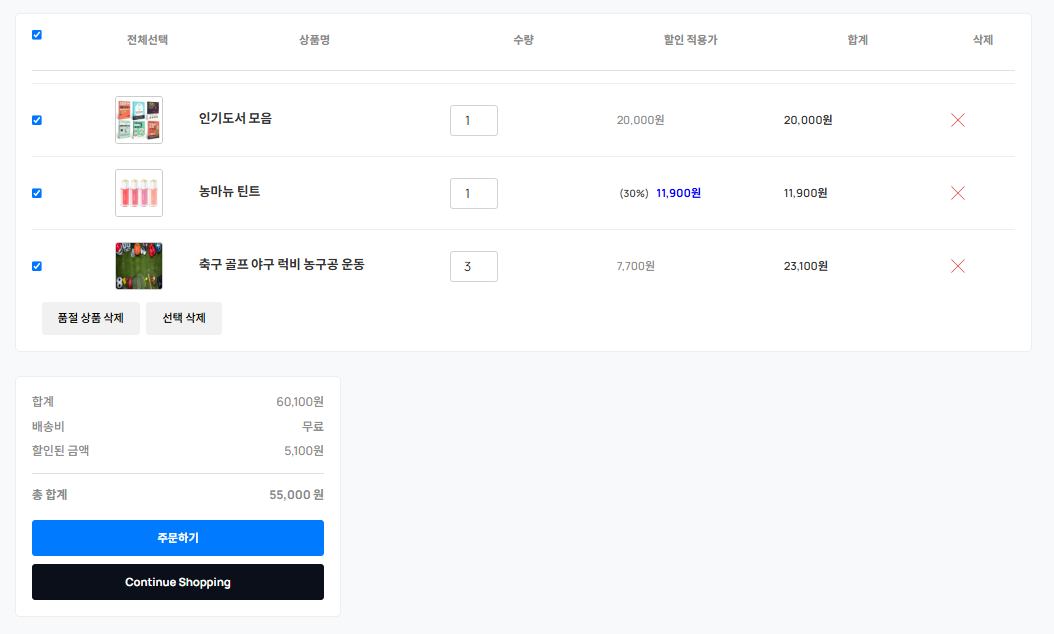 전체선택 상품명 수량 할인 적용가 합계 삭제
인기도서 모음 1 20,000원 20,000원
농마뉴 틴트 1 (30%) 11,900원 11,900원
축구 골프 야구 럭비 농구공 운동 3 7,700원 23,100원
품절 상품 삭제 선택 삭제
합계 60,100원
배송비 무료
할인된 금액 5,100원
총 합계 55,000 원
주문하기
Continue Shopping